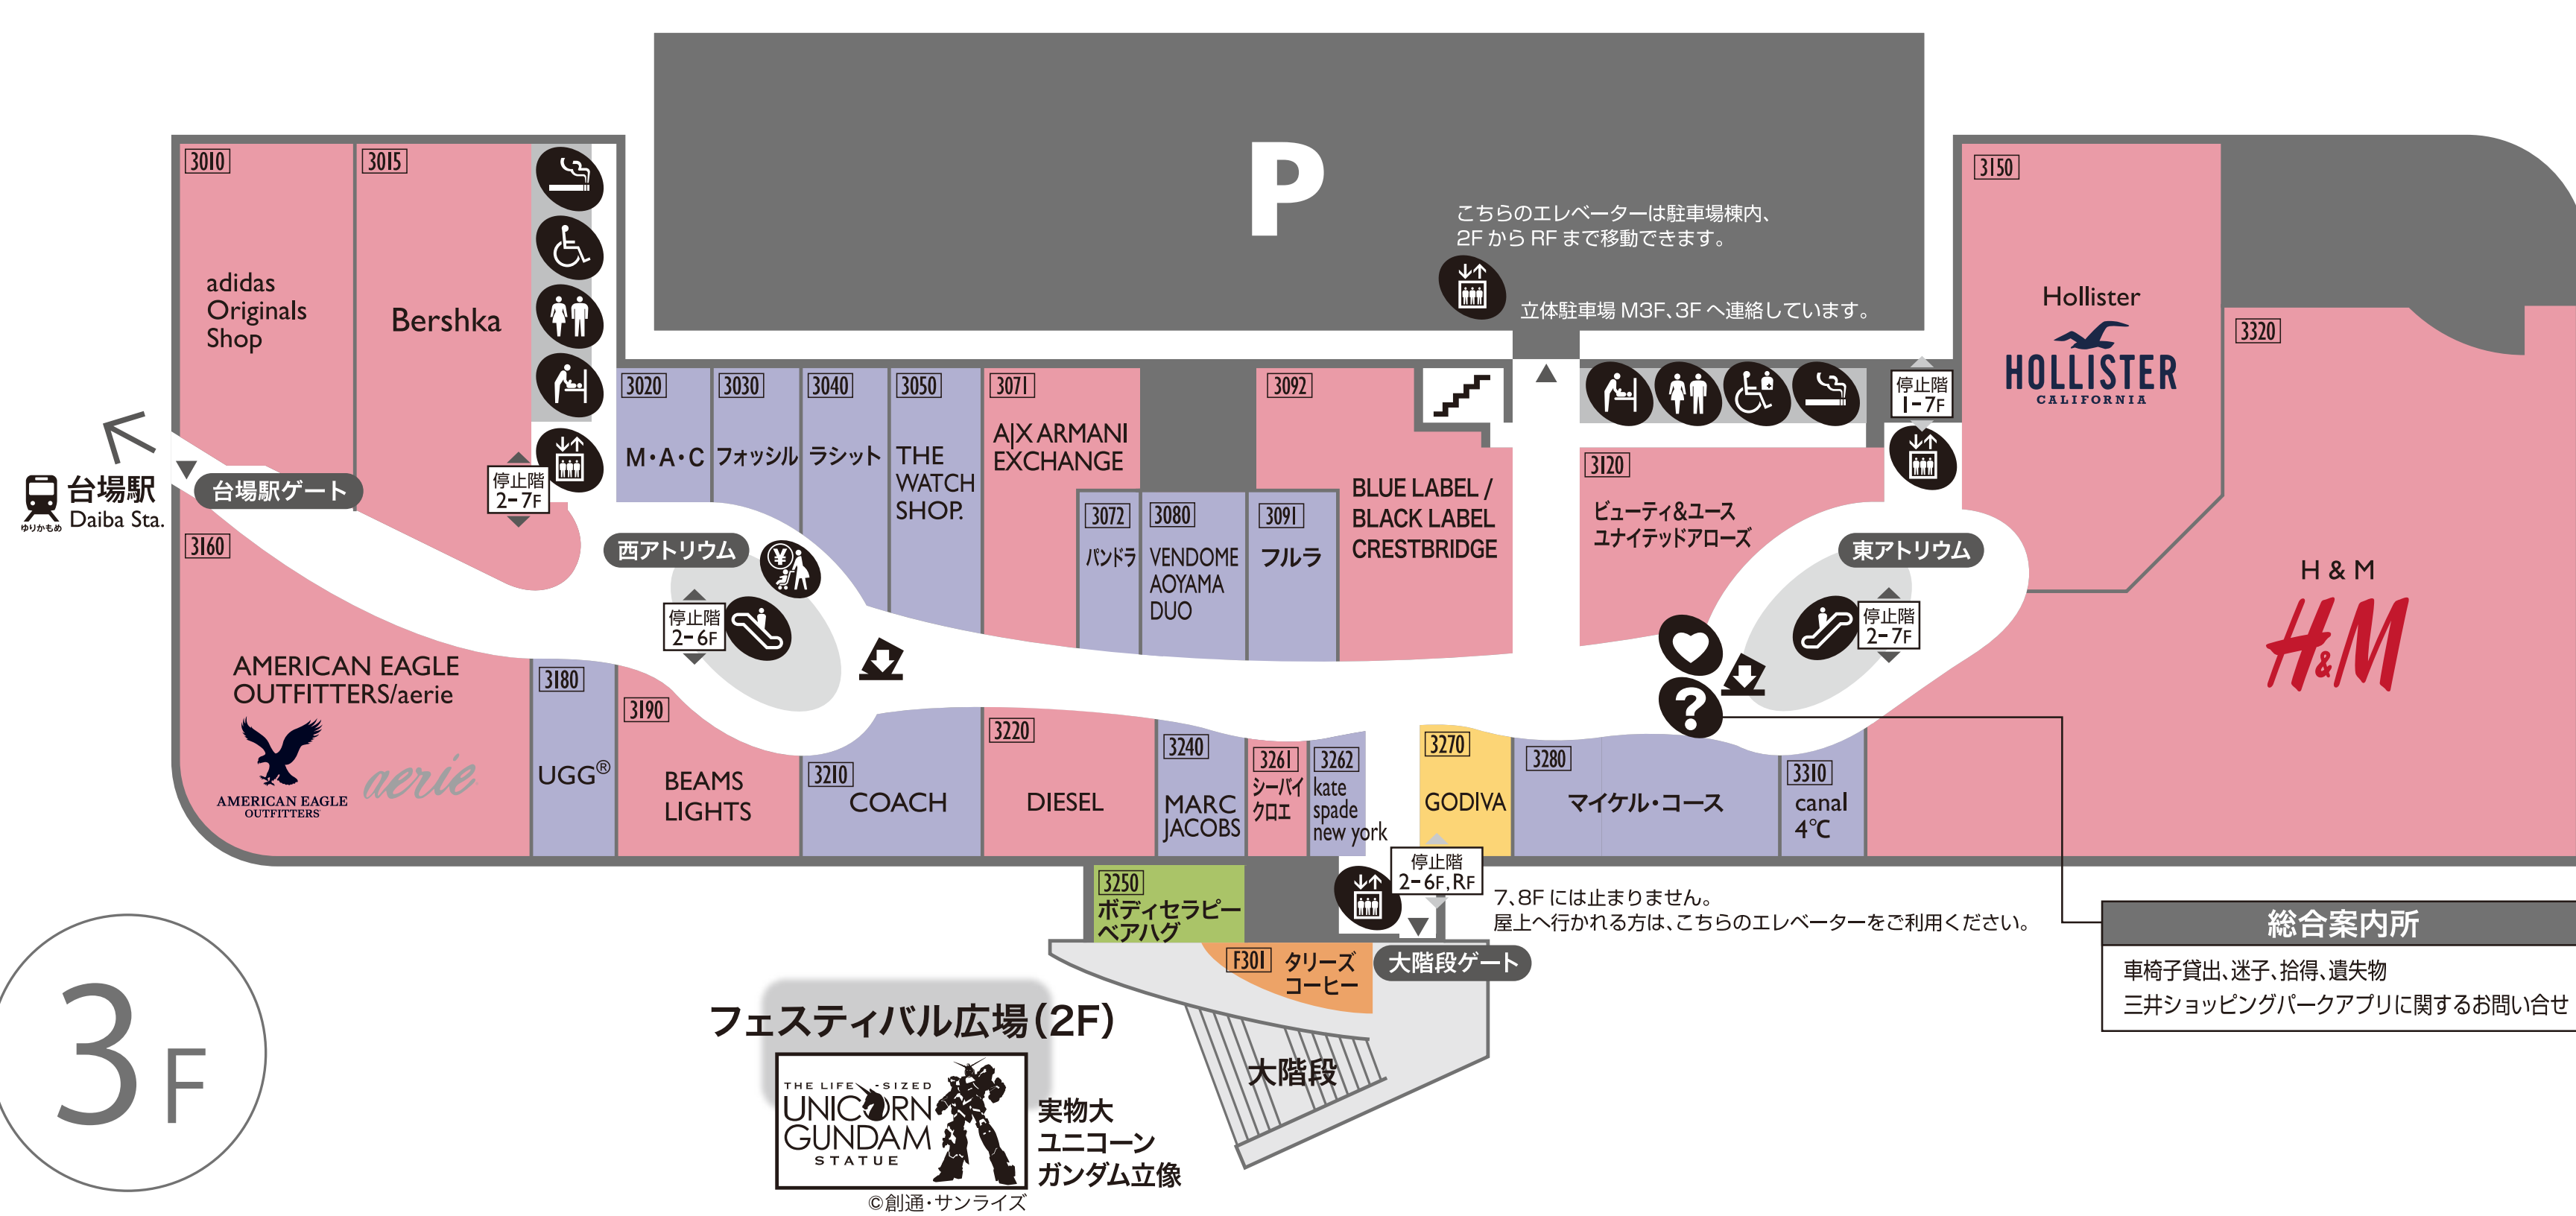 P
こちらのエレベーターは駐車場棟内、
2FからRFまで移動できます。
立体駐車場M3F、3Fへ連絡しています。
3010
adidas
Originals
Shop
3015
Bershka
停止階
2-7F
台場駅
Daiba Sta.
ゆりかもめ
台場駅ゲート
3020
M・A・C
3030
フォッシル
3040
ラシット
3050
THE
WATCH
SHOP.
3071
A|X ARMANI
EXCHANGE
3072
パンドラ
3080
VENDOME
AOYAMA
DUO
3091
フルラ
3092
BLUE LABEL /
BLACK LABEL
CRESTBRIDGE
3120
ビューティ&ユース
ユナイテッドアローズ
停止階
1-7F
3150
Hollister
HOLLISTER
CALIFORNIA
3320
H & M
H&M
西アトリウム
¥
停止階
2-6F
東アトリウム
停止階
2-7F
?
3160
AMERICAN EAGLE
OUTFITTERS/aerie
AMERICAN EAGLE
OUTFITTERS
aerie
3180
UGG®
3190
BEAMS
LIGHTS
3210
COACH
3220
DIESEL
3240
MARC
JACOBS
3261
シーバイ
クロエ
3262
kate
spade
new york
3270
GODIVA
3280
マイケル・コース
3310
canal
4℃
停止階
2-6F,RF
7、8Fには止まりません。
屋上へ行かれる方は、こちらのエレベーターをご利用ください。
3250
ボディセラピー
ベアハグ
F301
タリーズ
コーヒー
大階段ゲート
大階段
総合案内所
車椅子貸出、迷子、拾得、遺失物
三井ショッピングパークアプリに関するお問い合せ
フェスティバル広場(2F)
THE LIFE-SIZED
UNICORN
GUNDAM
STATUE
実物大
ユニコーン
ガンダム立像
©創通・サンライズ
3F